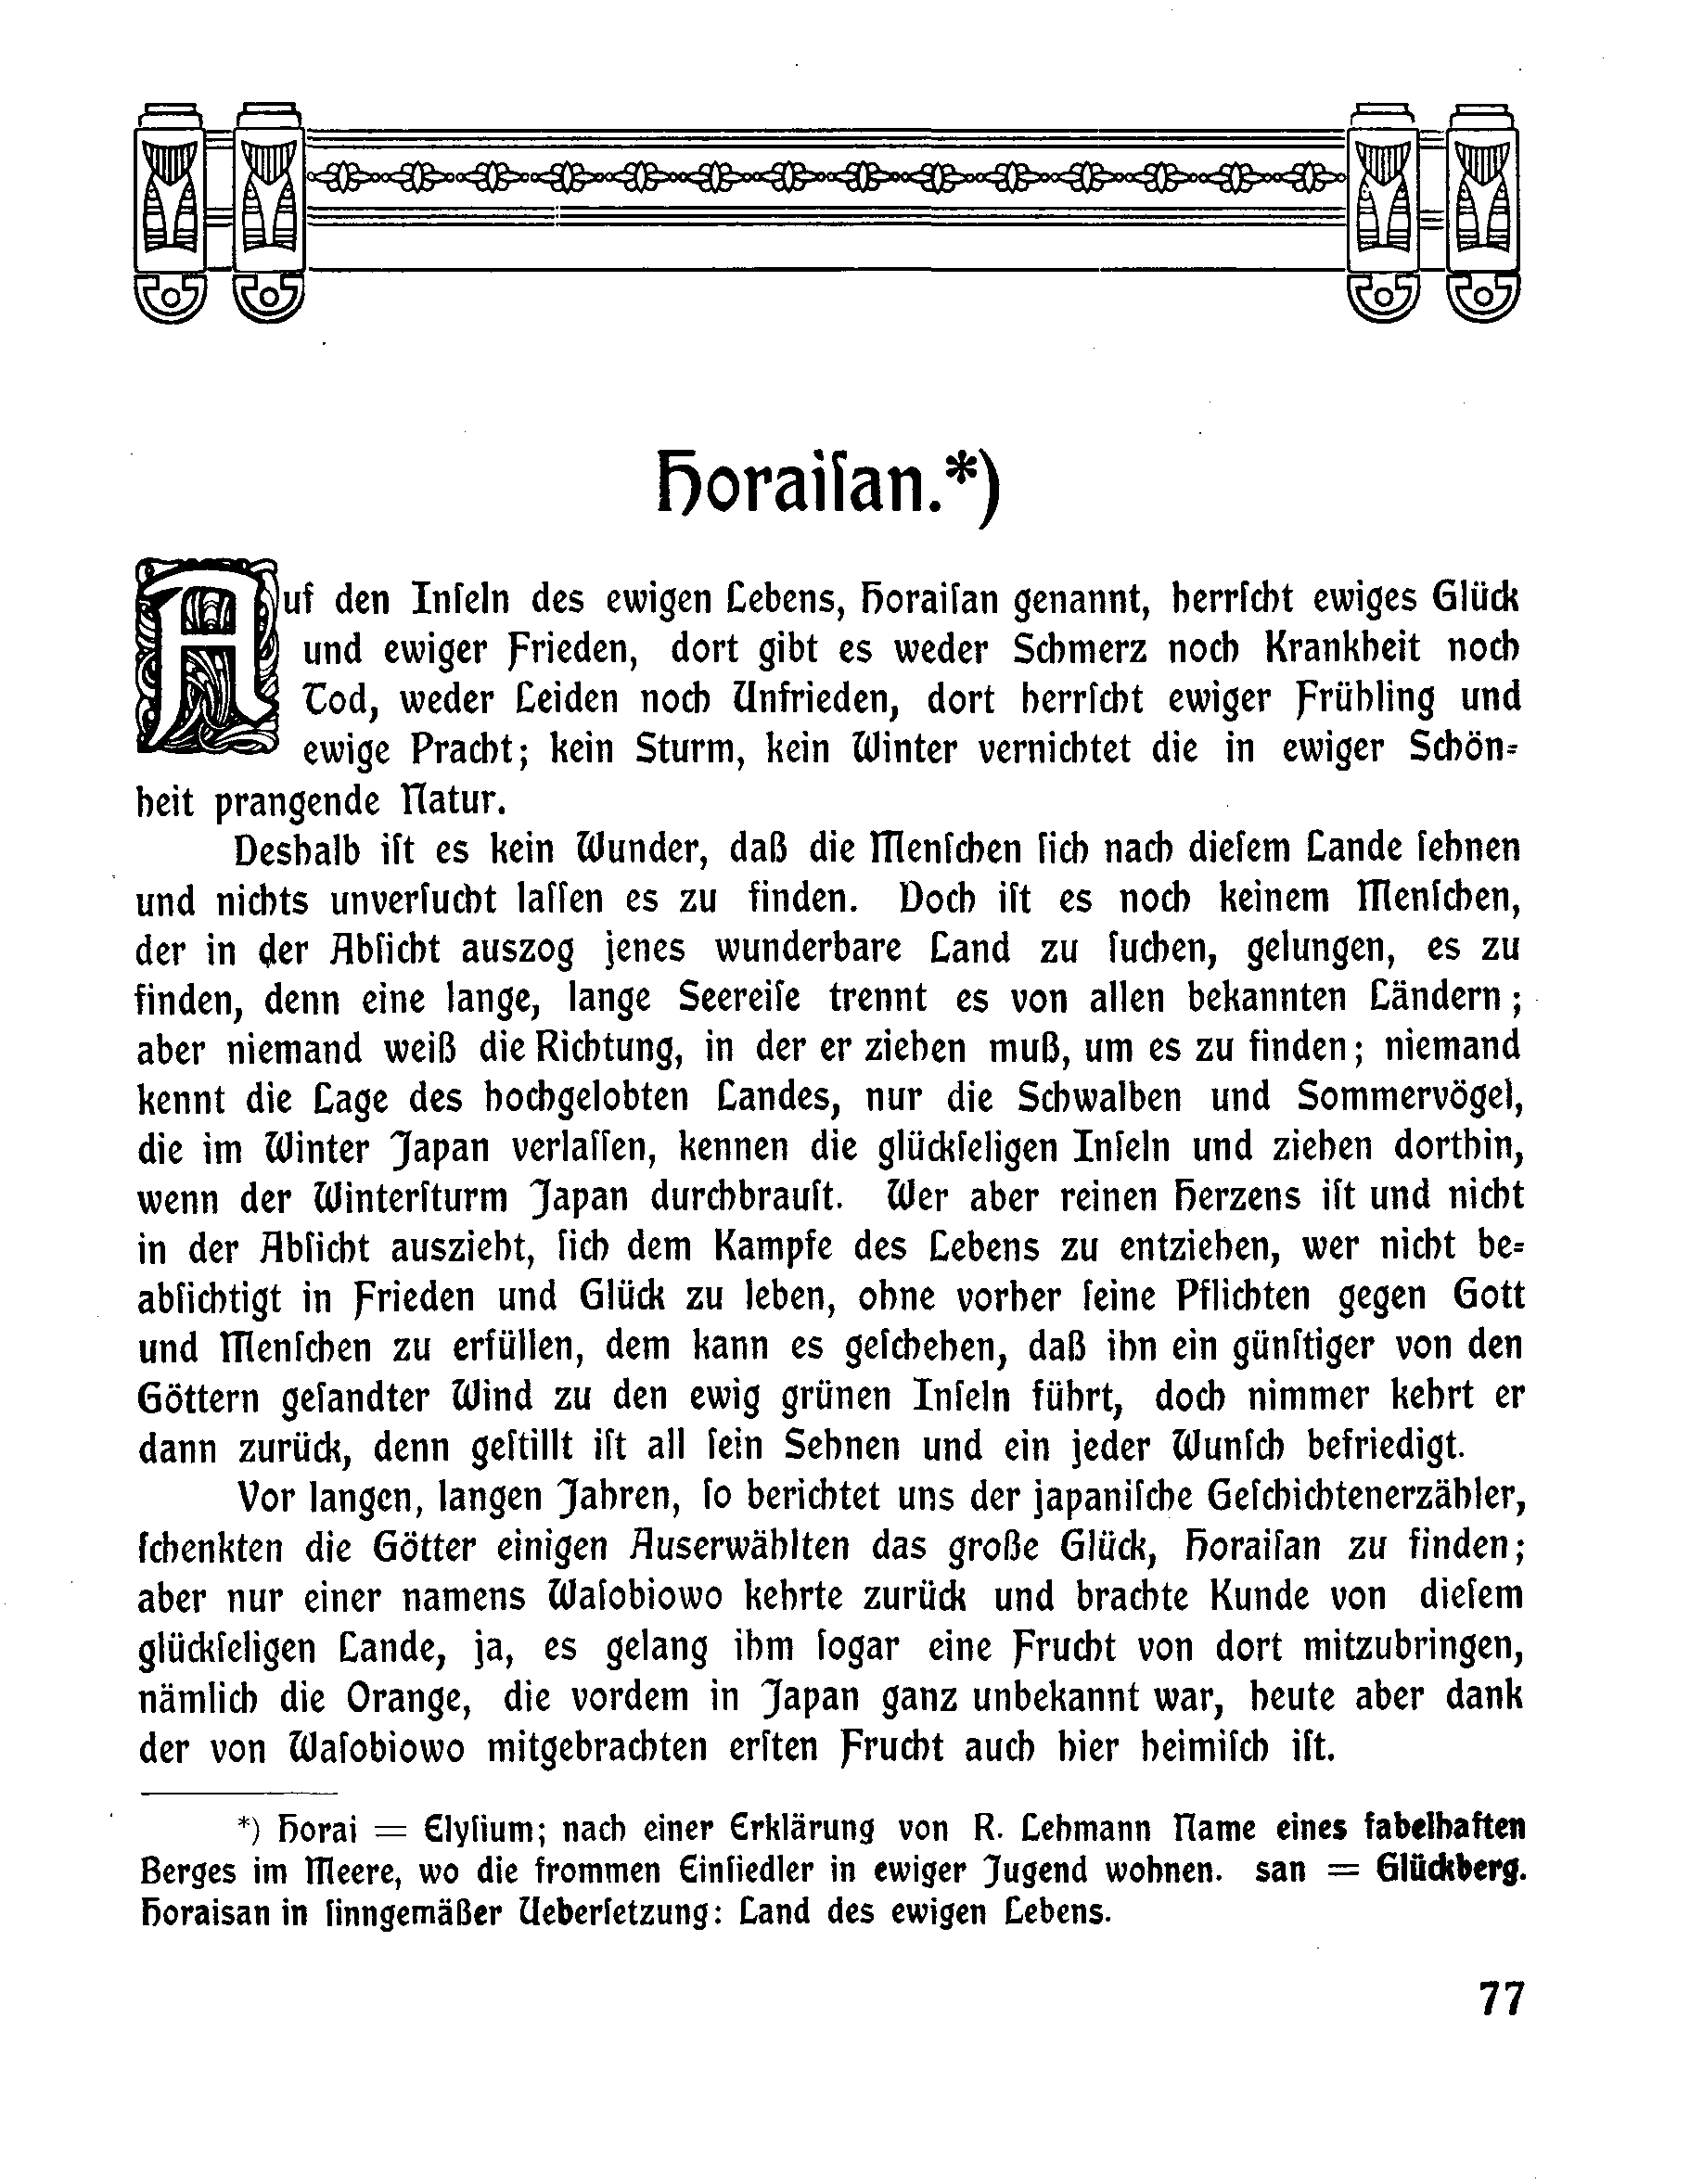 Horaiſan.*)
Auf den Inſeln des ewigen Lebens, Horaiſan genannt, herrſcht ewiges Glück
und ewiger Frieden, dort gibt es weder Schmerz noch Krankheit noch
Tod, weder Leiden noch Unfrieden, dort herrſcht ewiger Frühling und
ewige Pracht; kein Sturm, kein Winter vernichtet die in ewiger Schön-
heit prangende Natur.
Deshalb iſt es kein Wunder, daß die Menſchen ſich nach dieſem Lande ſehnen
und nichts unverſucht laſſen es zu finden. Doch iſt es noch keinem Menſchen,
der in der Abſicht auszog jenes wunderbare Land zu ſuchen, gelungen, es zu
finden, denn eine lange, lange Seereiſe trennt es von allen bekannten Ländern;
aber niemand weiß die Richtung, in der er ziehen muß, um es zu finden; niemand
kennt die Lage des hochgelobten Landes, nur die Schwalben und Sommervögel,
die im Winter Japan verlaſſen, kennen die glückſeligen Inſeln und ziehen dorthin,
wenn der Winterſturm Japan durchbrauſt. Wer aber reinen Herzens iſt und nicht
in der Abſicht auszieht, ſich dem Kampfe des Lebens zu entziehen, wer nicht be-
abſichtigt in Frieden und Glück zu leben, ohne vorher ſeine Pflichten gegen Gott
und Menſchen zu erfüllen, dem kann es geſchehen, daß ihn ein günſtiger von den
Göttern geſandter Wind zu den ewig grünen Inſeln führt, doch nimmer kehrt er
dann zurück, denn geſtillt iſt all ſein Sehnen und ein jeder Wunſch befriedigt.
Vor langen, langen Jahren, ſo berichtet uns der japaniſche Geſchichtenerzähler,
ſchenkten die Götter einigen Auserwählten das große Glück, Horaiſan zu finden;
aber nur einer namens Waſobiowo kehrte zurück und brachte Kunde von dieſem
glückſeligen Lande, ja, es gelang ihm ſogar eine Frucht von dort mitzubringen,
nämlich die Orange, die vordem in Japan ganz unbekannt war, heute aber dank
der von Waſobiowo mitgebrachten erſten Frucht auch hier heimiſch iſt.
*) Horai = Elyſium; nach einer Erklärung von R. Lehmann Name eines fabelhaften
Berges im Meere, wo die frommen Einſiedler in ewiger Jugend wohnen. san = Glückberg.
Horaisan in ſinngemäßer Ueberſetzung: Land des ewigen Lebens.
77